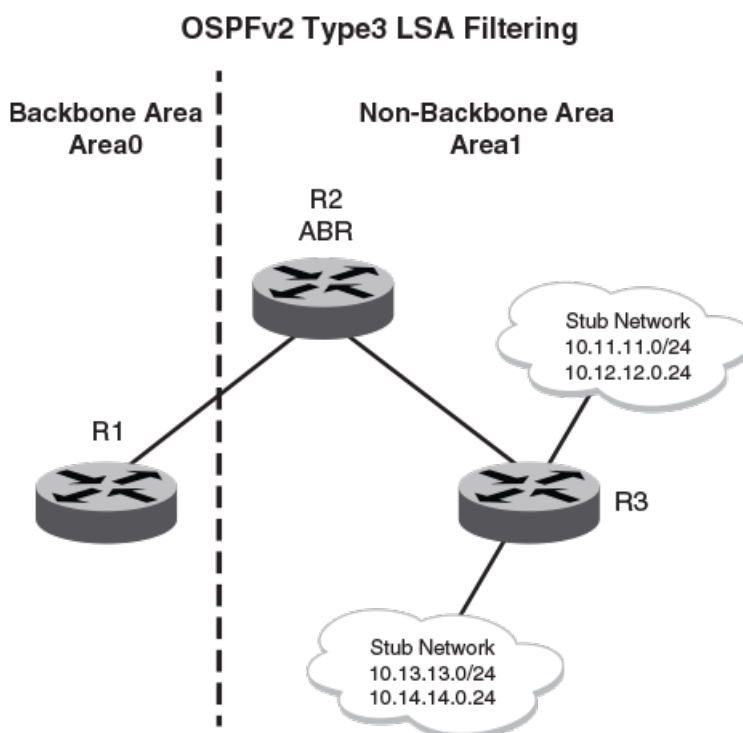 OSPFv2 Type3 LSA Filtering
Backbone Area
Area0
Non-Backbone Area
Area1
R2
ABR
Stub Network
10.11.11.0/24
10.12.12.0.24
R1
R3
Stub Network
10.13.13.0/24
10.14.14.0.24